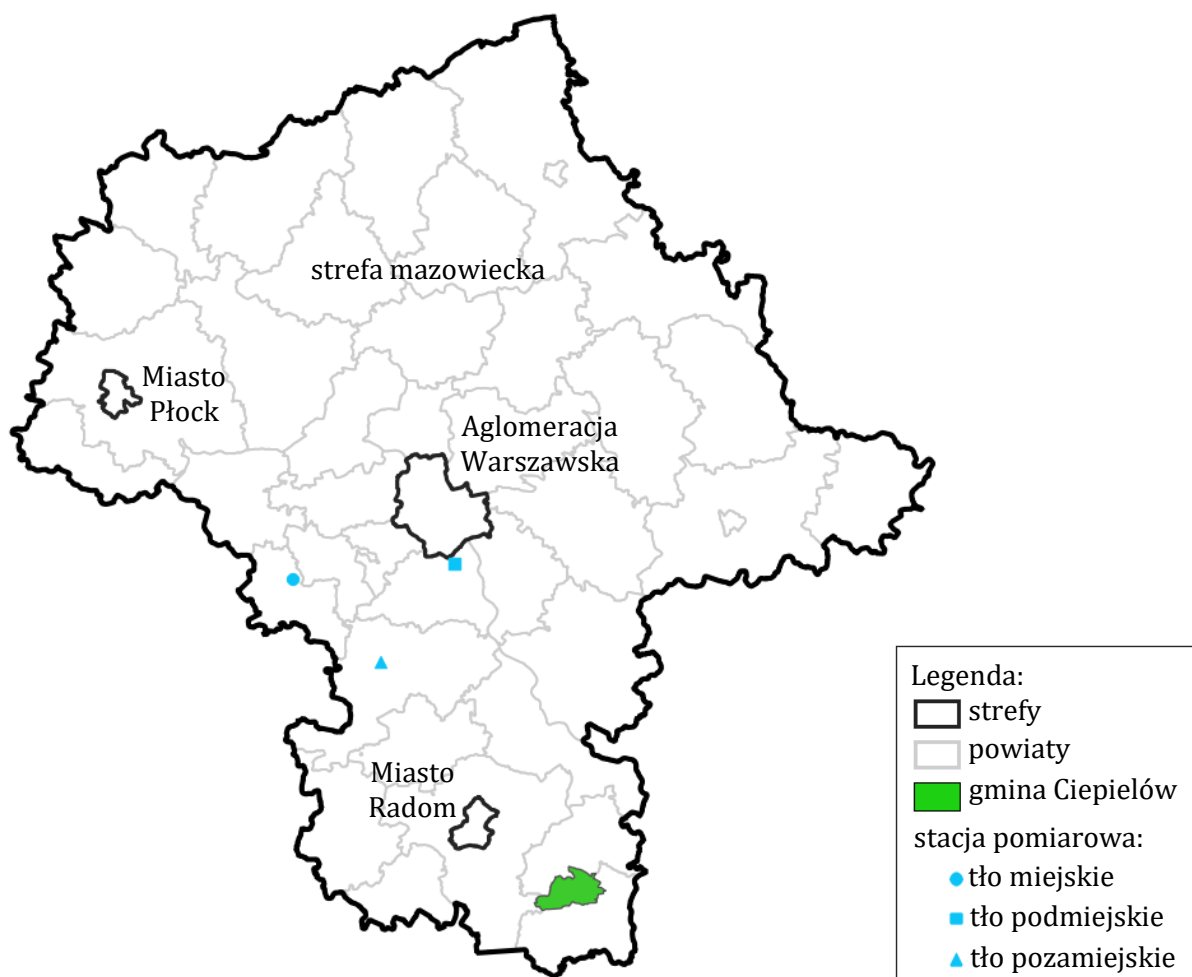 strefa mazowiecka
Miasto
Płock
Aglomeracja
Warszawska
Miasto
Radom
Legenda:
strefy
powiaty
gmina Ciepielów
stacja pomiarowa:
tło miejskie
tło podmiejskie
tło pozamiejskie